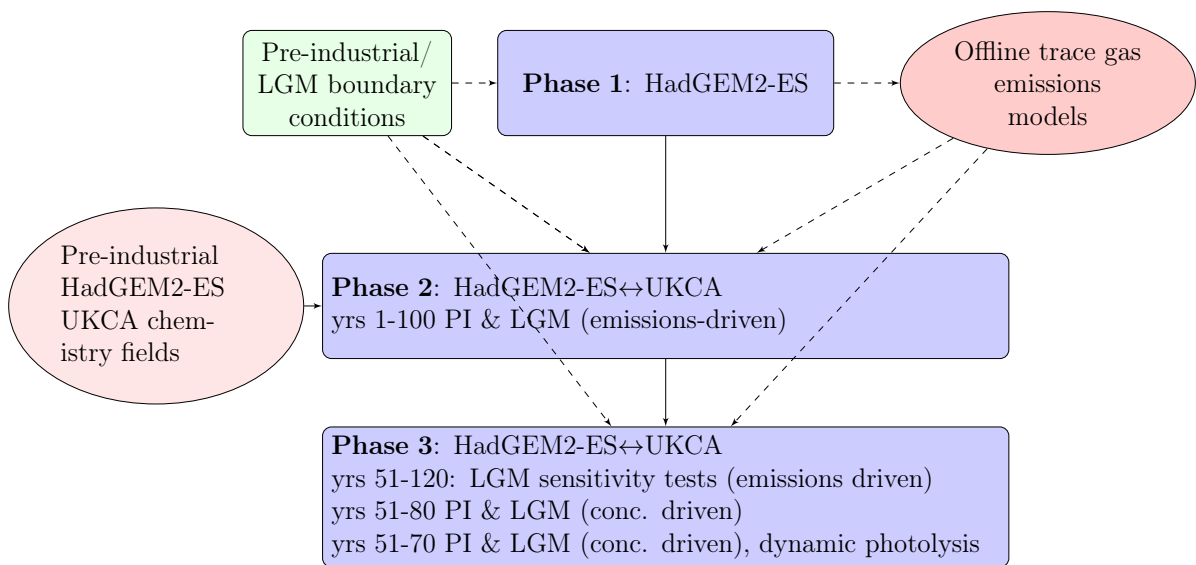 Pre-industrial/
LGM boundary
conditions
Phase 1: HadGEM2-ES
Offline trace gas
emissions
models
Pre-industrial
HadGEM2-ES
UKCA chem-
istry fields
Phase 2: HadGEM2-ES↔UKCA
yrs 1-100 PI & LGM (emissions-driven)
Phase 3: HadGEM2-ES↔UKCA
yrs 51-120: LGM sensitivity tests (emissions driven)
yrs 51-80 PI & LGM (conc. driven)
yrs 51-70 PI & LGM (conc. driven), dynamic photolysis